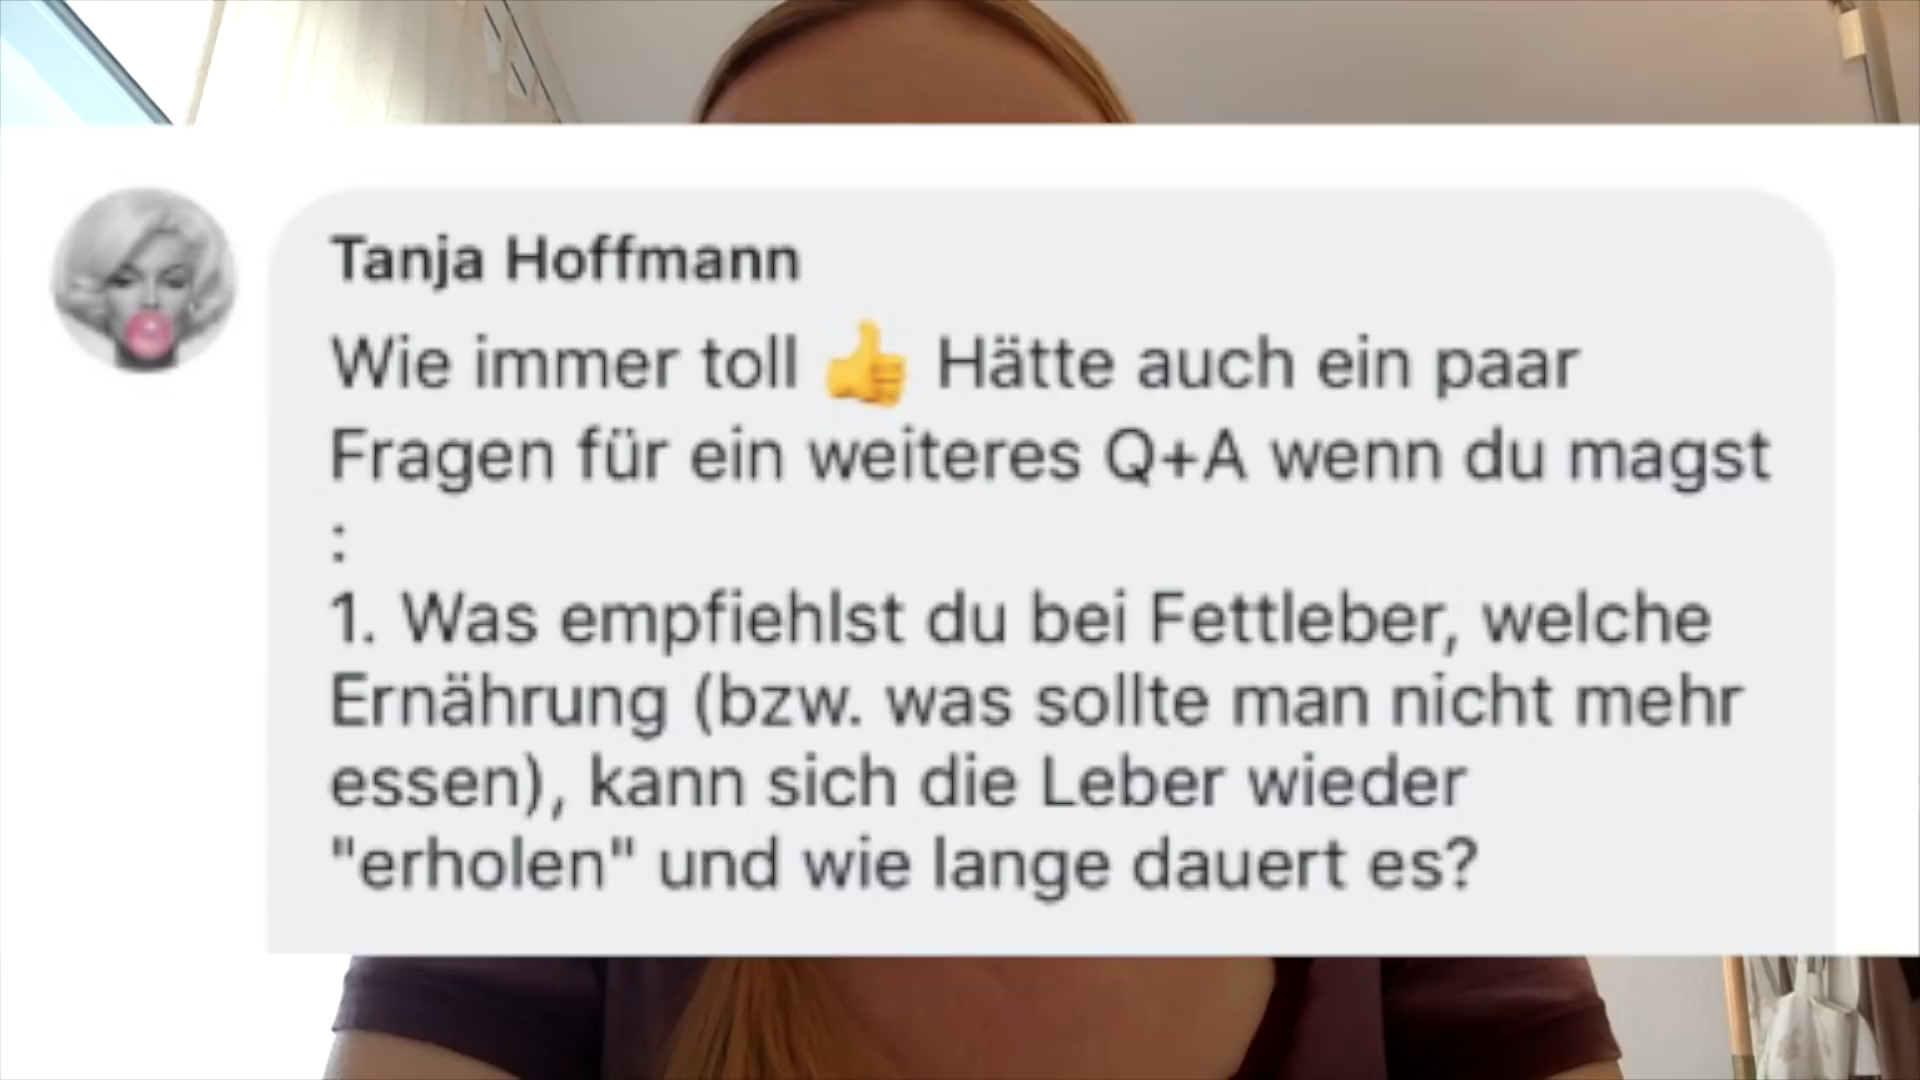 Tanja Hoffmann
Wie immer toll 👍 Hätte auch ein paar
Fragen für ein weiteres Q+A wenn du magst
:
1. Was empfiehlst du bei Fettleber, welche
Ernährung (bzw. was sollte man nicht mehr
essen), kann sich die Leber wieder
"erholen" und wie lange dauert es?